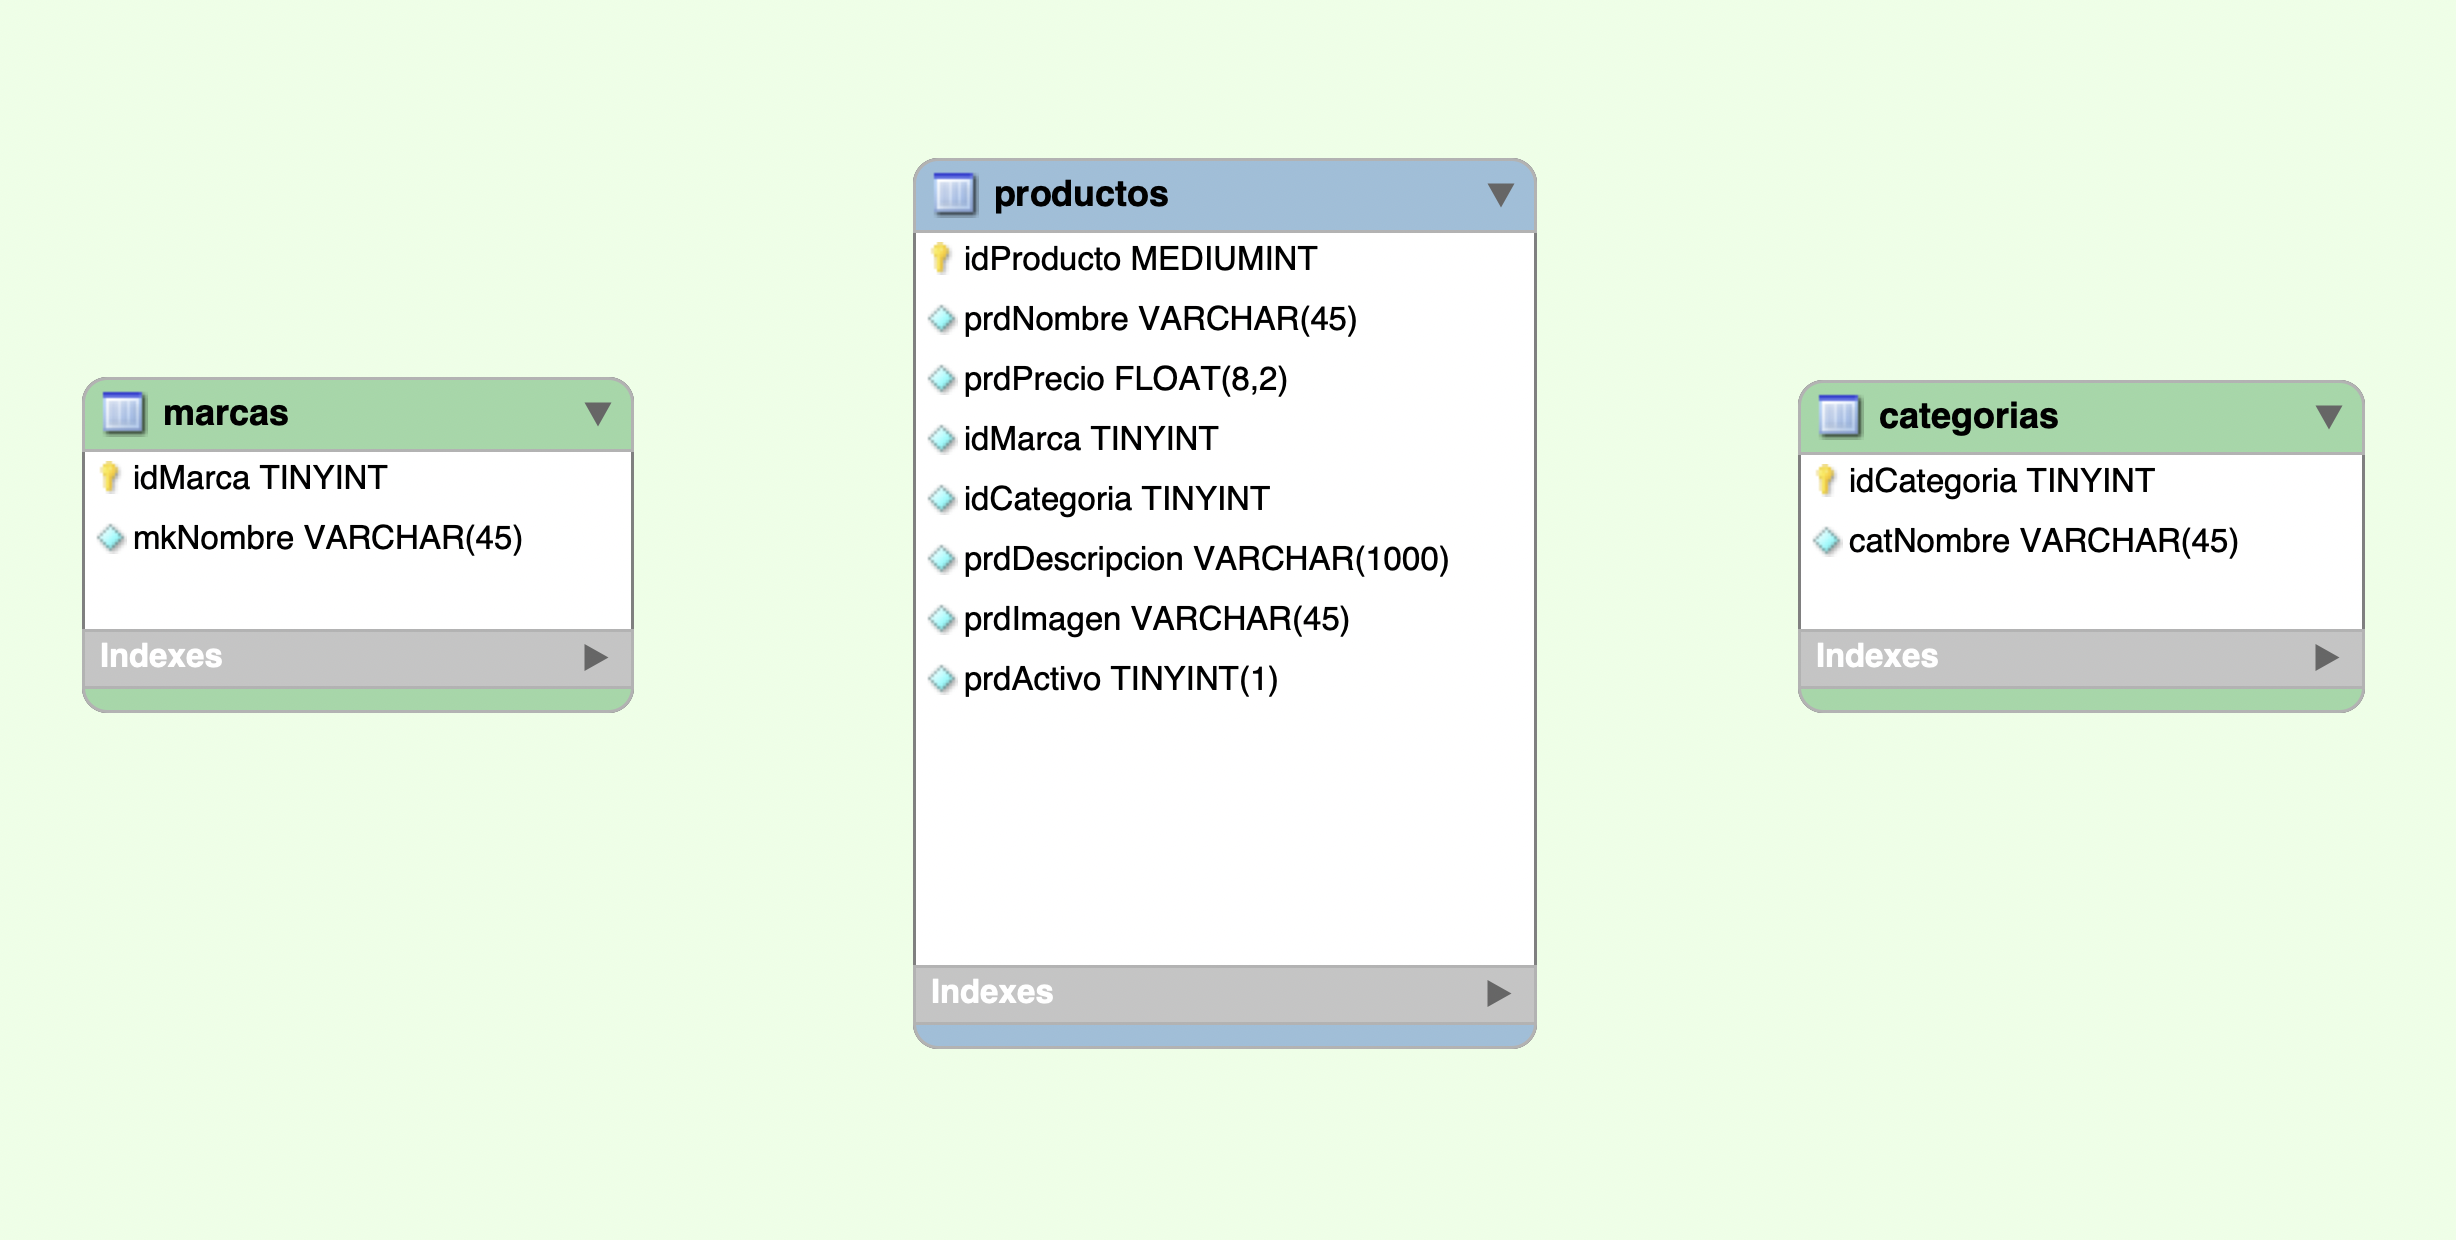 marcas
idMarca TINYINT
mkNombre VARCHAR(45)
Indexes
productos
idProducto MEDIUMINT
prdNombre VARCHAR(45)
prdPrecio FLOAT(8,2)
idMarca TINYINT
idCategoria TINYINT
prdDescripcion VARCHAR(1000)
prdImagen VARCHAR(45)
prdActivo TINYINT(1)
Indexes
categorias
idCategoria TINYINT
catNombre VARCHAR(45)
Indexes